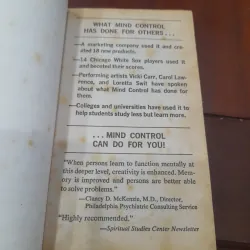 WHAT MIND CONTROL
HAS DONE FOR OTHERS . . .
—A marketing company used it and cre-
ated 18 new products.
—14 Chicago White Sox players used it
and boosted their scores.
—Performing artists Vicki Carr, Carol Law-
rence, and Loretta Swit have spoken
about what Mind Control has done
for them.
—Colleges and universities have used it to
help students study less but learn more.
. . . MIND CONTROL
CAN DO FOR YOU!
"When persons learn to function mentally at
this deeper level, creativity is enhanced. Mem-
ory is improved and persons are better able
to solve problems."
—Clancy D. McKenzie, M.D., Director,
Philadelphia Psychiatric Consulting Service
"Highly recommended."
—Spiritual Studies Center Newsletter